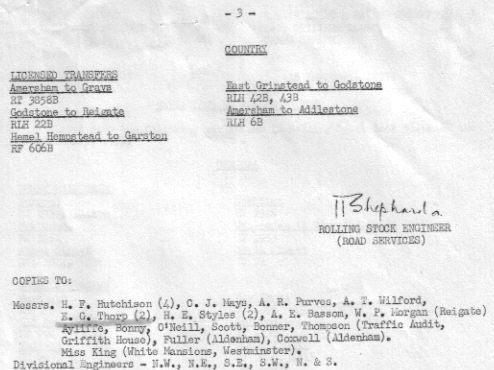 - 3 -
COUNTRY
LICENSED TRANSFERS
Amersham to Grays
RT 3858B
Godstone to Reigate
RLH 22B
Hemel Hempstead to Garston
RF 606B
East Grinstead to Godstone
RLH 42B, 43B
Amersham to Addlestone
RLH 6B
Shephard
ROLLING STOCK ENGINEER
(ROAD SERVICES)
COPIES TO:
Messrs. H. F. Hutchison (4), C. J. Mays, A. R. Purves, A. T. Wilford,
E. G. Thorp (2), H. E. Styles (2), A. E. Bassom, W. P. Morgan (Reigate)
Ayliffe, Bonny, O'Neill, Scott, Bonner, Thompson (Traffic Audit,
Griffith House), Fuller (Aldenham), Coxwell (Aldenham).
Miss King (White Mansions, Westminster).
Divisional Engineers - N.W., N.E., S.E., S.W., N. & S.